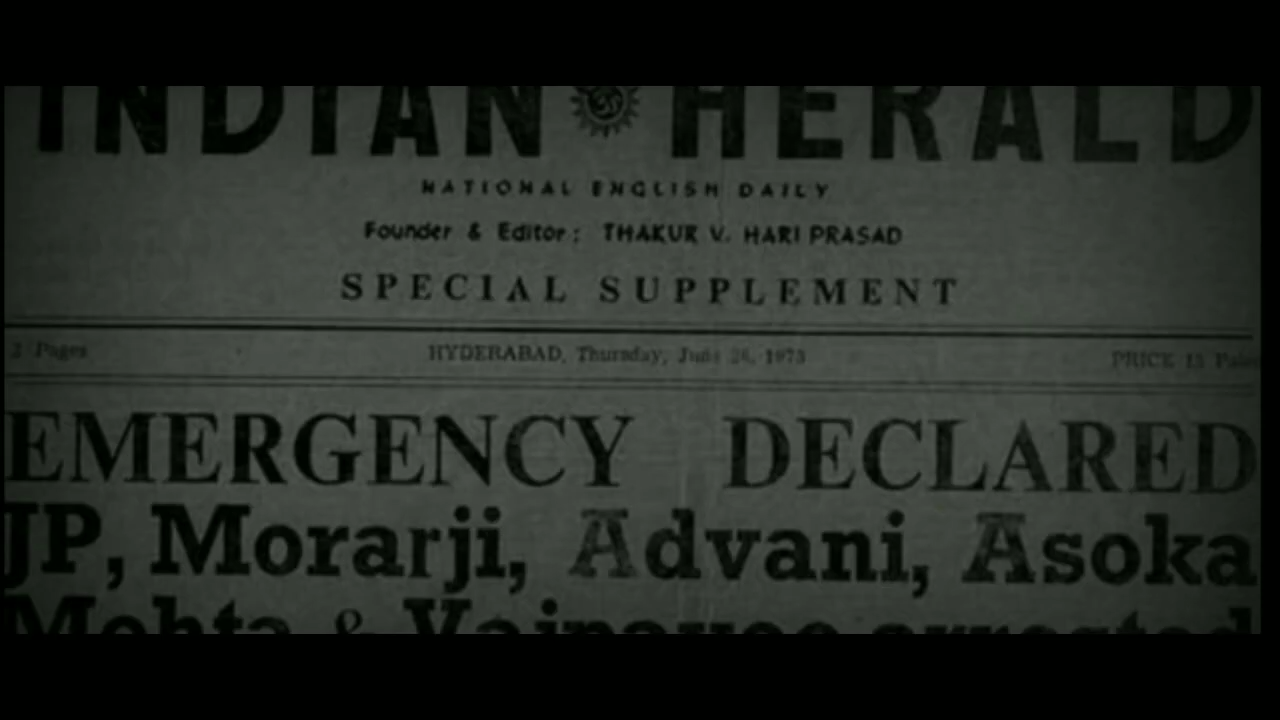 INDIAN HERALD
NATIONAL ENGLISH DAILY
Founder & Editor : THAKUR V. HARI PRASAD
SPECIAL SUPPLEMENT
2 Pages HYDERABAD, Thursday, June 26, 1975 PRICE 15 Paise
EMERGENCY DECLARED
JP, Morarji, Advani, Asoka
Mehta & Vajpayee arrested